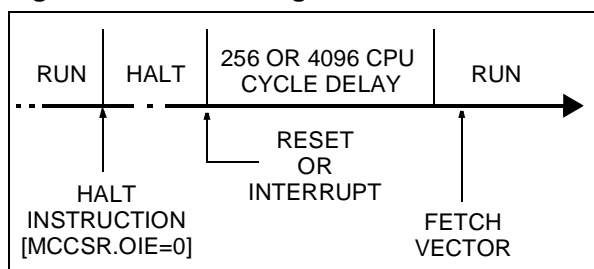 RUN
HALT
256 OR 4096 CPU
CYCLE DELAY
RUN
HALT
INSTRUCTION
[MCCSR.OIE=0]
RESET
OR
INTERRUPT
FETCH
VECTOR